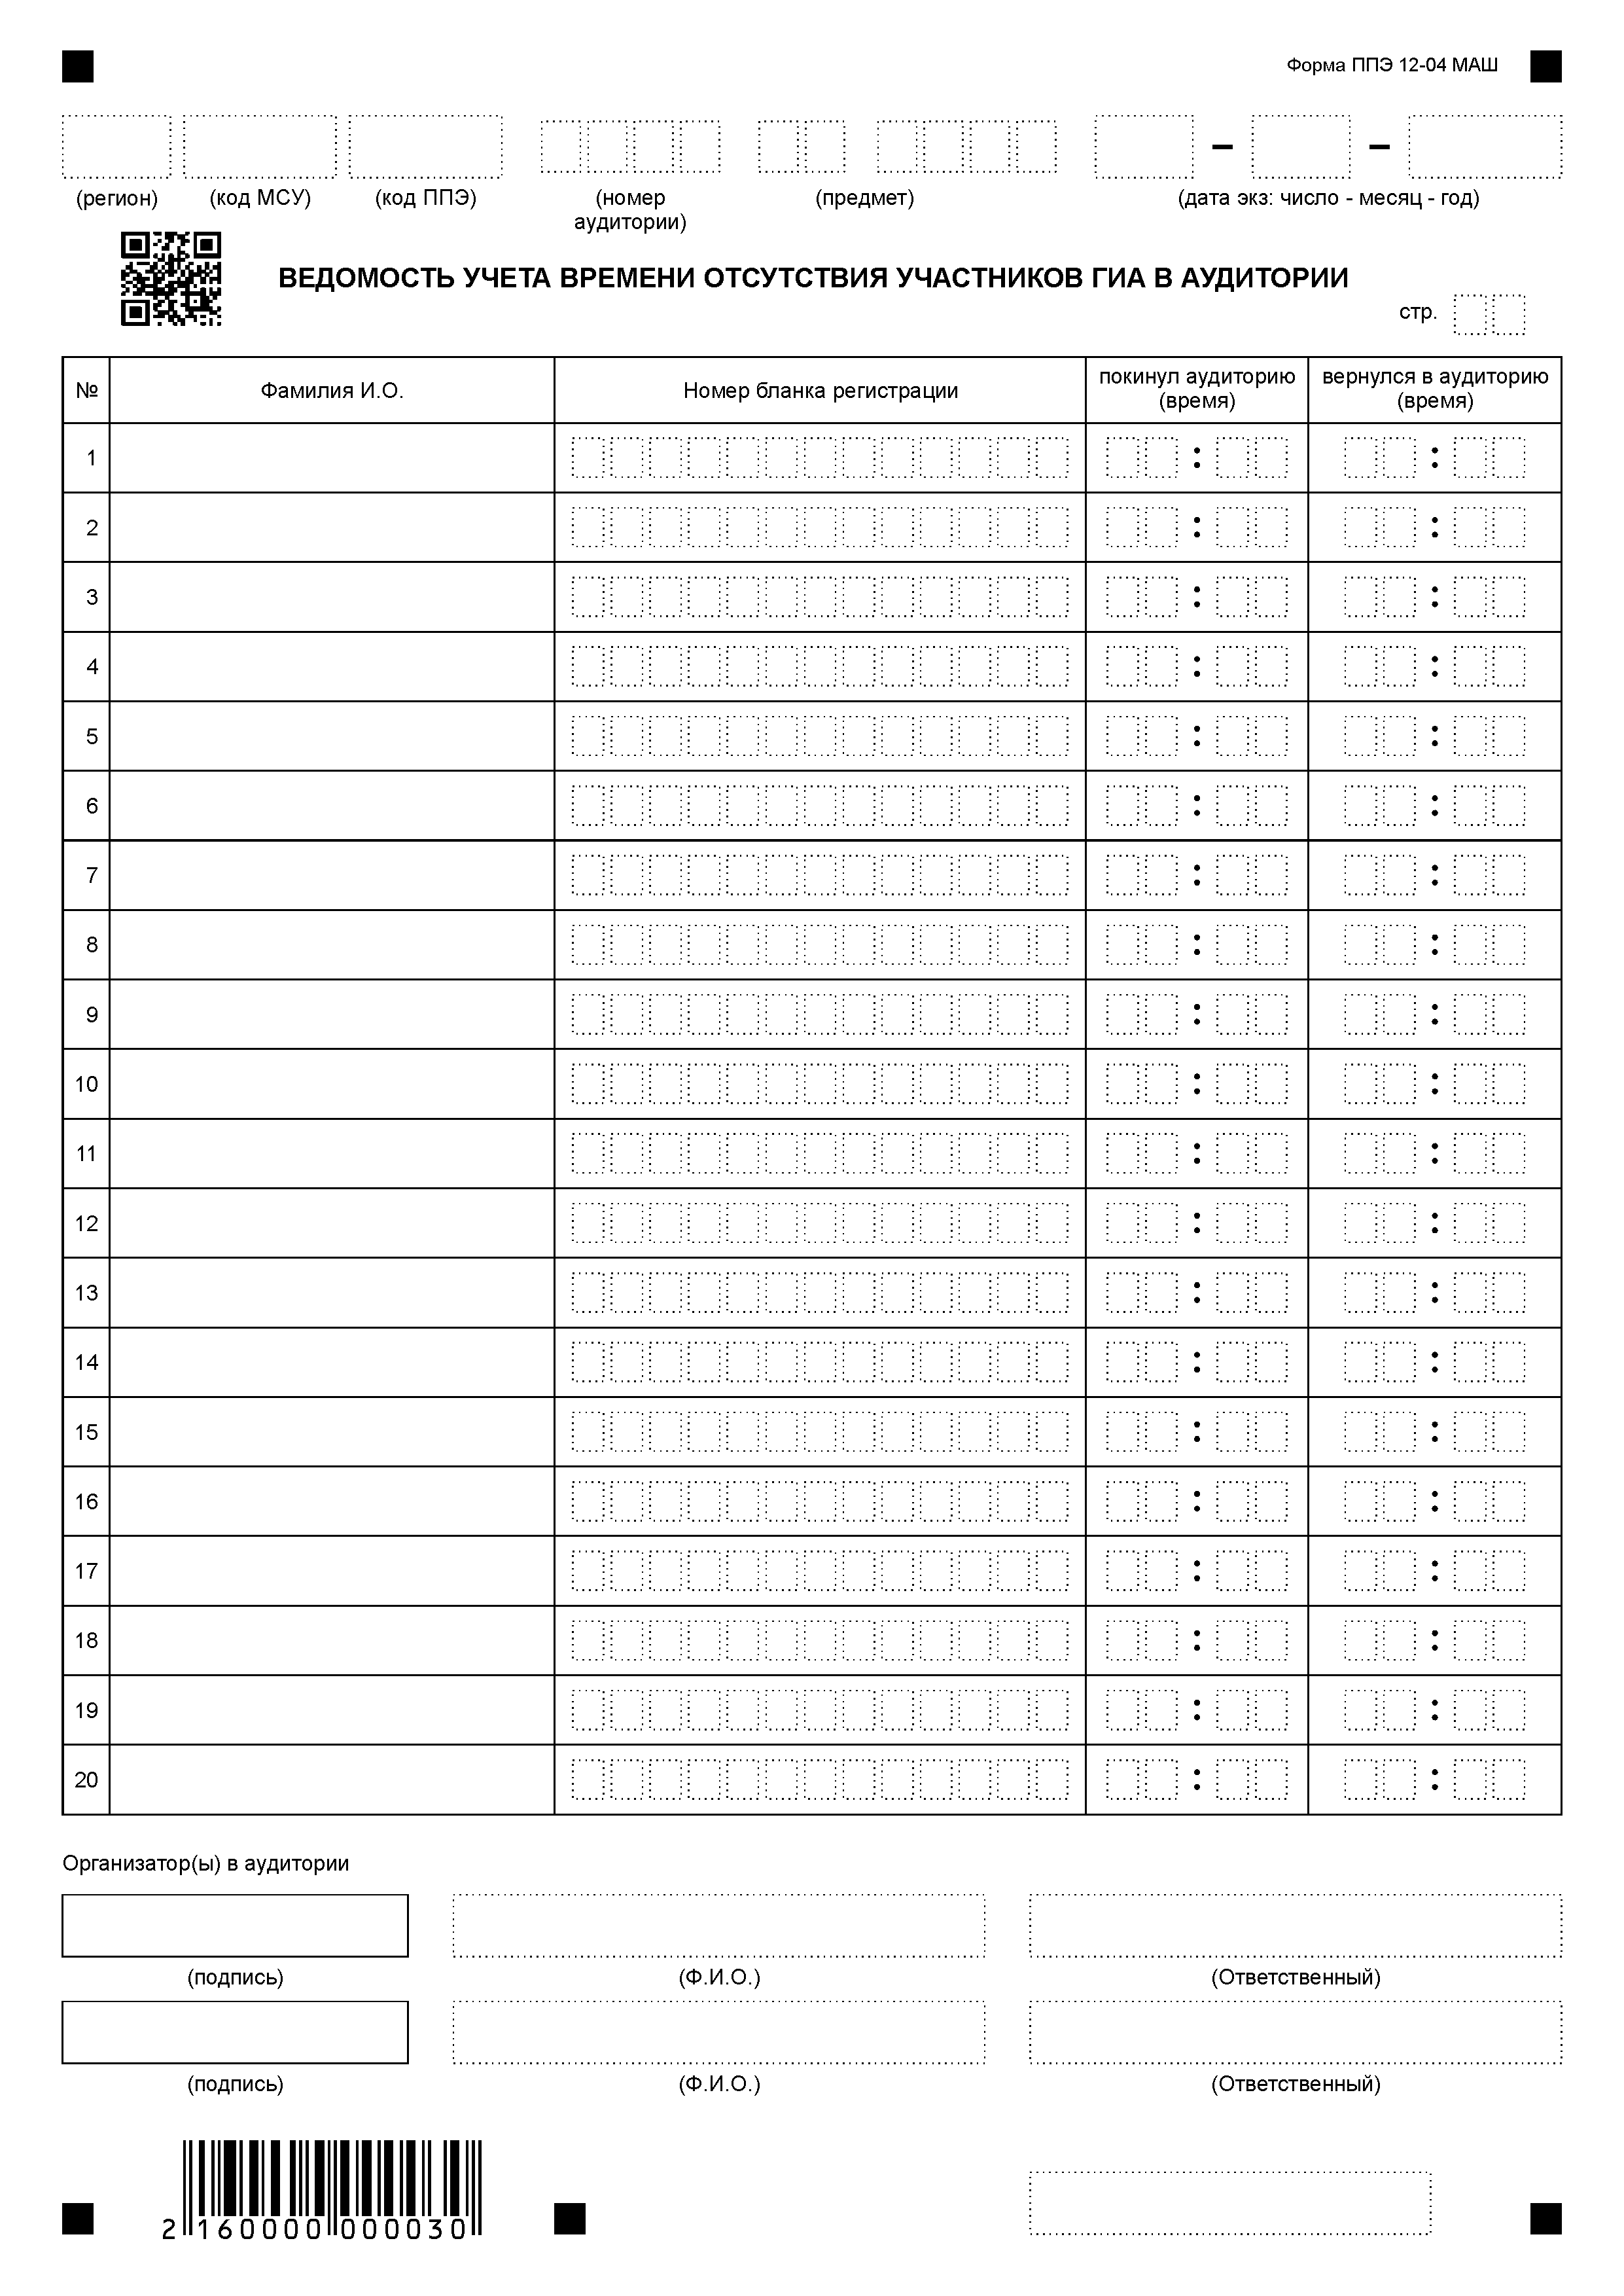 Форма ППЭ 12-04 МАШ
(регион) (код МСУ) (код ППЭ) (номер аудитории) (предмет) (дата экз: число - месяц - год)
ВЕДОМОСТЬ УЧЕТА ВРЕМЕНИ ОТСУТСТВИЯ УЧАСТНИКОВ ГИА В АУДИТОРИИ
стр.
№ Фамилия И.О. Номер бланка регистрации покинул аудиторию (время) вернулся в аудиторию (время)
1 : :
2 : :
3 : :
4 : :
5 : :
6 : :
7 : :
8 : :
9 : :
10 : :
11 : :
12 : :
13 : :
14 : :
15 : :
16 : :
17 : :
18 : :
19 : :
20 : :
Организатор(ы) в аудитории
(подпись) (Ф.И.О.) (Ответственный)
(подпись) (Ф.И.О.) (Ответственный)
2 160000 000030